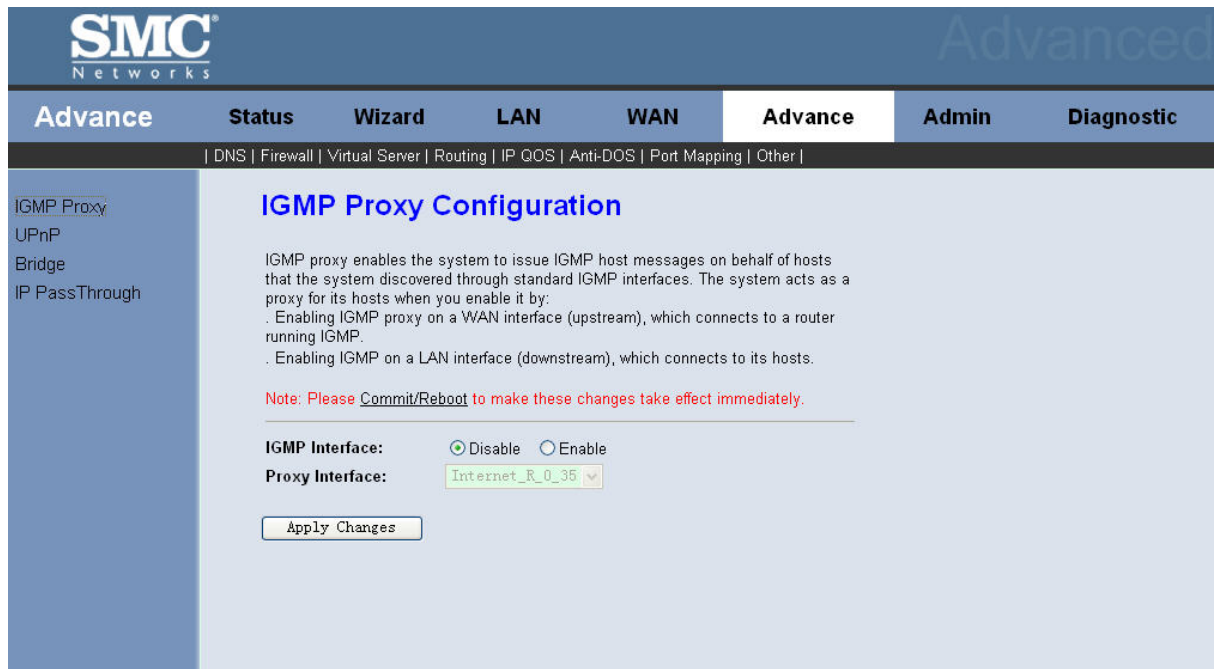 SMC®
Networks
Advanced
Advance
Status Wizard LAN WAN Advance Admin Diagnostic
| DNS | Firewall | Virtual Server | Routing | IP QOS | Anti-DOS | Port Mapping | Other |
IGMP Proxy
UPnP
Bridge
IP PassThrough
IGMP Proxy Configuration
IGMP proxy enables the system to issue IGMP host messages on behalf of hosts
that the system discovered through standard IGMP interfaces. The system acts as a
proxy for its hosts when you enable it by:
. Enabling IGMP proxy on a WAN interface (upstream), which connects to a router
running IGMP.
. Enabling IGMP on a LAN interface (downstream), which connects to its hosts.
Note: Please Commit/Reboot to make these changes take effect immediately.
IGMP Interface: Disable Enable
Proxy Interface: Internet_R_0_35
Apply Changes